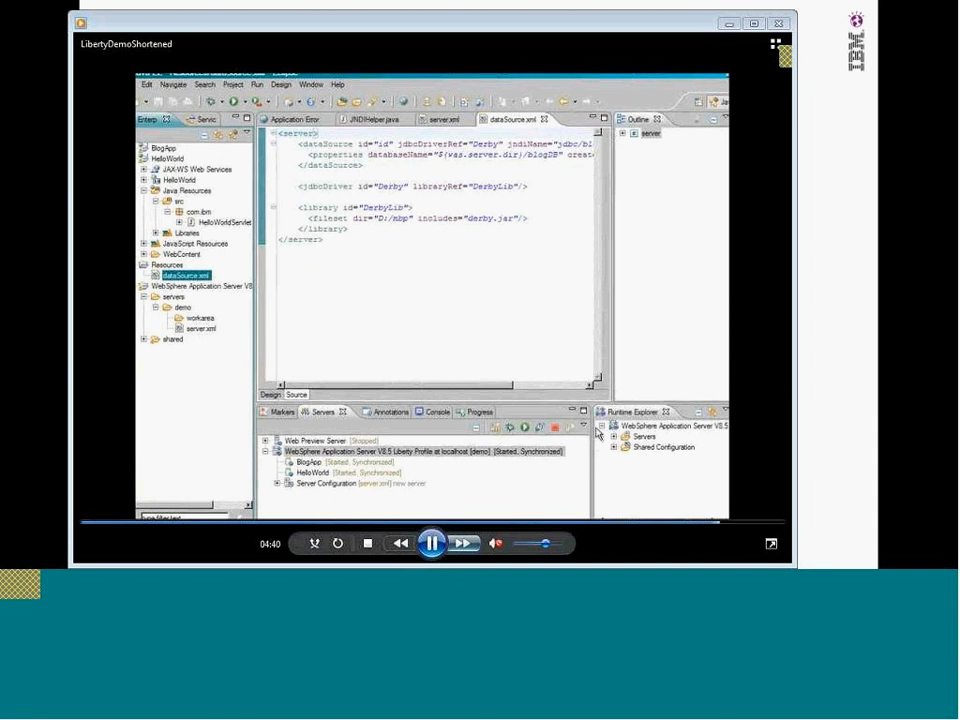 LibertyDemoShortened
IBM
Edit Navigate Search Project Run Design Window Help
Enterp Servic
Application Error JNDIHelper.java server.xml dataSource.xml
Outline
BlogApp
HelloWorld
JAX-WS Web Services
HelloWorld
Java Resources
src
com.ibm
HelloWorldServlet
Libraries
JavaScript Resources
WebContent
Resources
dataSource.xml
WebSphere Application Server V8
servers
demo
workarea
server.xml
shared
<server>
<dataSource id="id" jdbcDriverRef="Derby" jndiName="jdbc/bl
<properties databaseName="${was.server.dir}/blogDB" creat
</dataSource>
<jdbcDriver id="Derby" libraryRef="DerbyLib"/>
<library id="DerbyLib">
<fileset dir="D:/mbp" includes="derby.jar"/>
</library>
</server>
server
Design Source
Markers Servers Annotations Console Progress
Web Preview Server [Stopped]
WebSphere Application Server V8.5 Liberty Profile at localhost [demo] [Started, Synchronized]
BlogApp [Started, Synchronized]
HelloWorld [Started, Synchronized]
Server Configuration [server.xml] new server
Runtime Explorer
WebSphere Application Server V8.5
Servers
Shared Configuration
type filter text
04:40